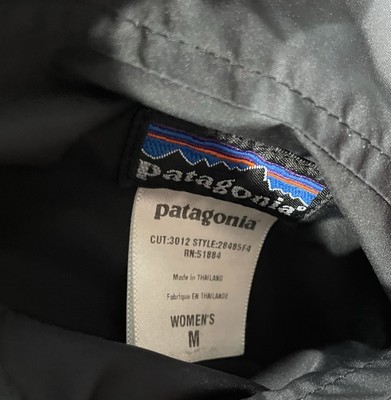 patagonia®
patagonia®
CUT:3012 STYLE:28485F4
RN:51884
Made in THAILAND
Fabriqué EN THAILANDE
WOMEN'S
M